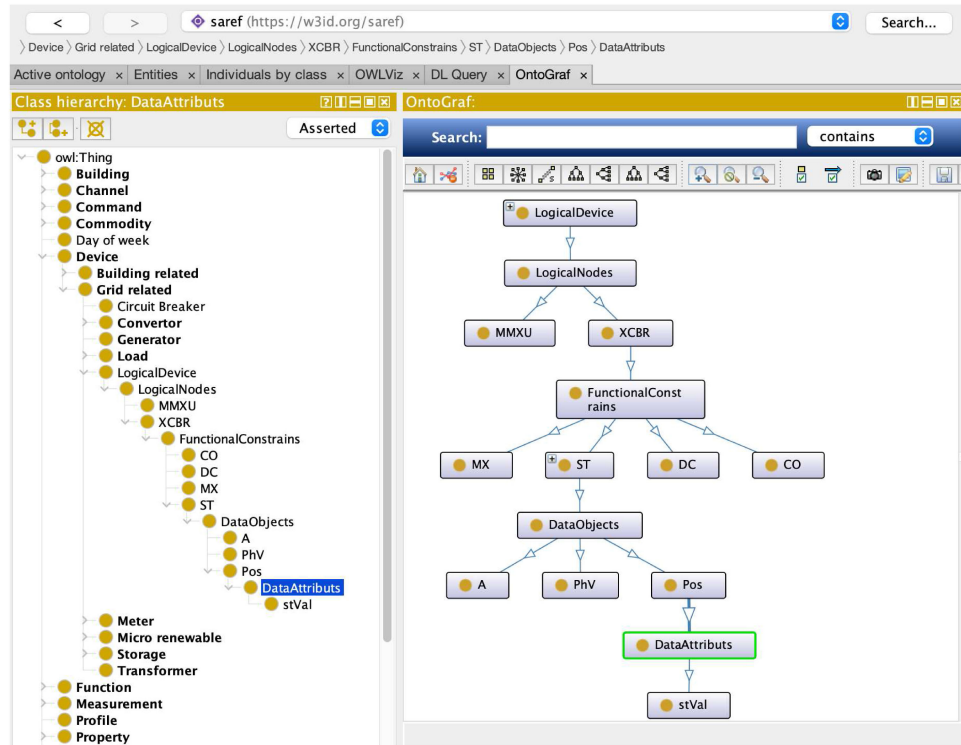 < > saref (https://w3id.org/saref) Search...
〉Device 〉Grid related 〉LogicalDevice 〉LogicalNodes 〉XCBR 〉FunctionalConstrains 〉ST 〉DataObjects 〉Pos 〉DataAttributs
Active ontology × Entities × Individuals by class × OWLViz × DL Query × OntoGraf ×
Class hierarchy: DataAttributs
Asserted
owl:Thing
Building
Channel
Command
Commodity
Day of week
Device
Building related
Grid related
Circuit Breaker
Convertor
Generator
Load
LogicalDevice
LogicalNodes
MMXU
XCBR
FunctionalConstrains
CO
DC
MX
ST
DataObjects
A
PhV
Pos
DataAttributs
stVal
Meter
Micro renewable
Storage
Transformer
Function
Measurement
Profile
Property
OntoGraf:
Search: contains
LogicalDevice
LogicalNodes
MMXU XCBR
FunctionalConst
rains
MX ST DC CO
DataObjects
A PhV Pos
DataAttributs
stVal